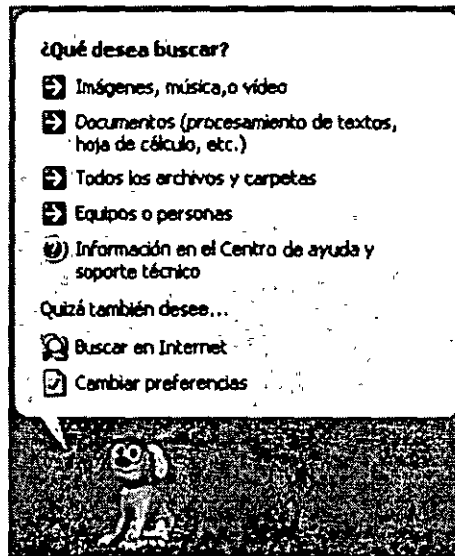 ¿Qué desea buscar?
Imágenes, música,o vídeo
Documentos (procesamiento de textos,
hoja de cálculo, etc.)
Todos los archivos y carpetas
Equipos o personas
Información en el Centro de ayuda y
soporte técnico
Quizá también desee...
Buscar en Internet
Cambiar preferencias